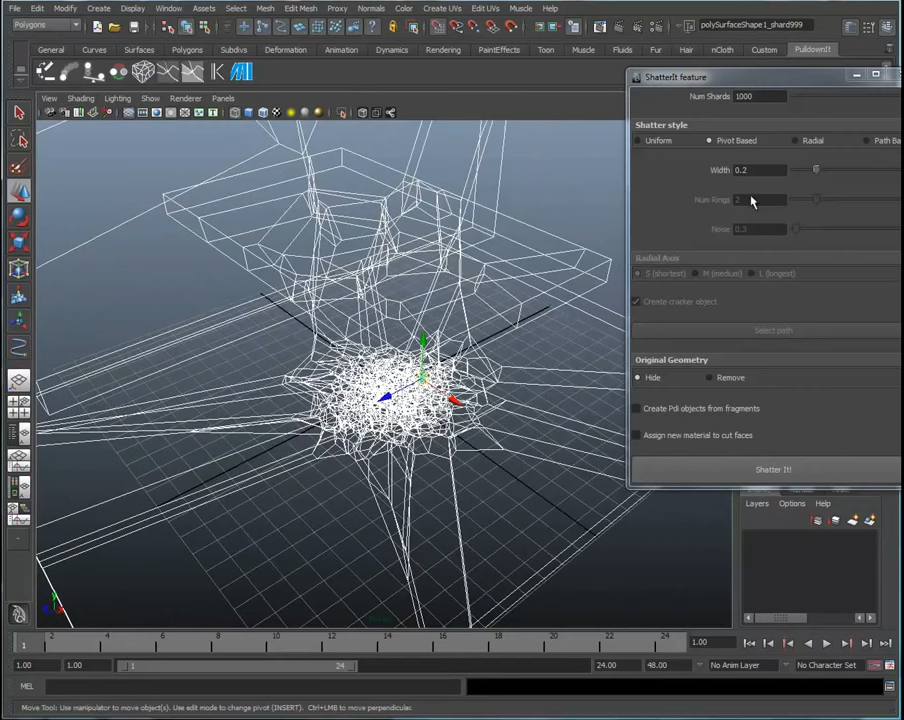 File Edit Modify Create Display Window Assets Select Mesh Edit Mesh Proxy Normals Color Create UVs Edit UVs Muscle Help
Polygons
polySurfaceShape1_shard999
General Curves Surfaces Polygons Subdivs Deformation Animation Dynamics Rendering PaintEffects Toon Muscle Fluids Fur Hair nCloth Custom PulldownIt
View Shading Lighting Show Renderer Panels
ShatterIt feature
Num Shards 1000
Shatter style
Uniform Pivot Based Radial Path Ba
Width 0.2
Num Rings 2
Noise 0.3
Radial Axis
S (shortest) M (medium) L (longest)
Create cracker object
Select path
Original Geometry
Hide Remove
Create Pdi objects from fragments
Assign new material to cut faces
Shatter It!
Layers Options Help
persp
y
x
2 4 6 8 10 12 14 16 18 20 22 24
1
1.00
1.00 1.00 1 24 24.00 48.00 No Anim Layer No Character Set
MEL
Move Tool: Use manipulator to move object(s). Use edit mode to change pivot (INSERT). Ctrl+LMB to move perpendicular.